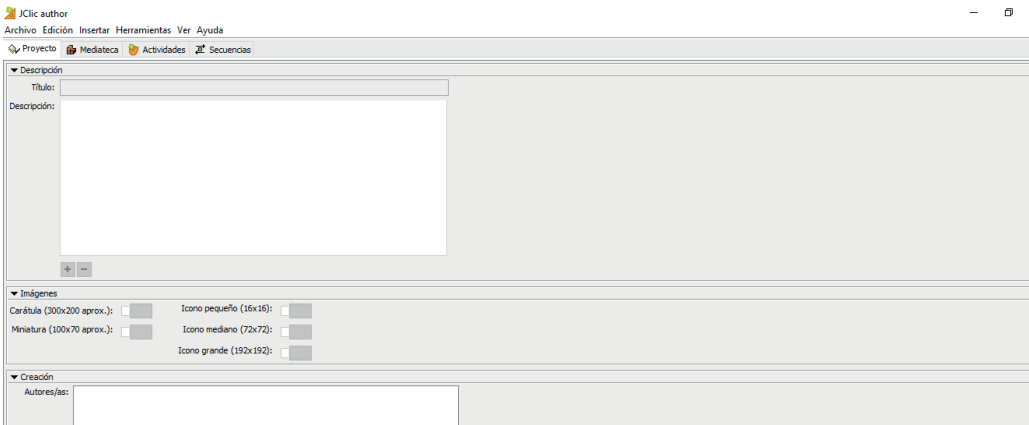 JClic author
Archivo Edición Insertar Herramientas Ver Ayuda
Proyecto Mediateca Actividades Secuencias
Descripción
Título:
Descripción:
Imágenes
Carátula (300x200 aprox.): Icono pequeño (16x16):
Miniatura (100x70 aprox.): Icono mediano (72x72):
Icono grande (192x192):
Creación
Autores/as: